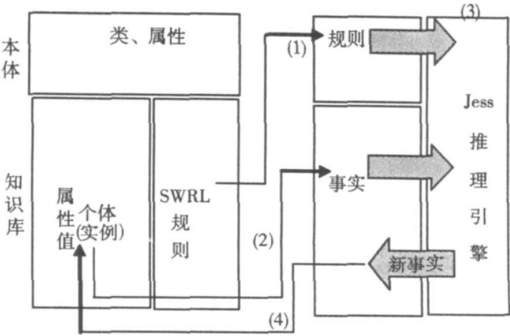 本体
类、属性
知识库
属性值
个体
(实例)
SWRL
规则
(1)
规则
(3)
Jess
推理引擎
事实
(2)
新事实
(4)